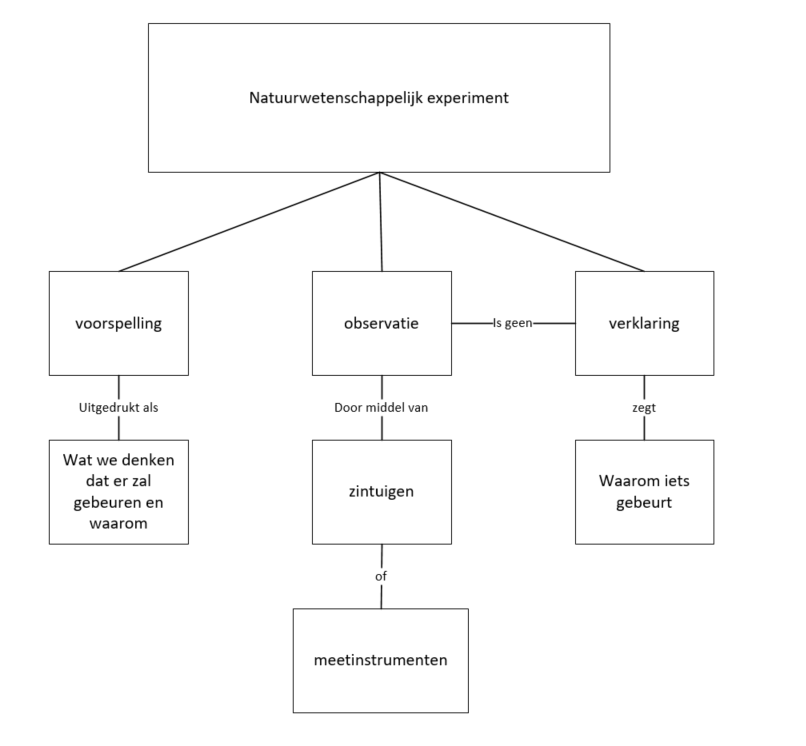 Natuurwetenschappelijk experiment
voorspelling
observatie
Is geen
verklaring
Uitgedrukt als
Door middel van
zegt
Wat we denken
dat er zal
gebeuren en
waarom
zintuigen
Waarom iets
gebeurt
of
meetinstrumenten